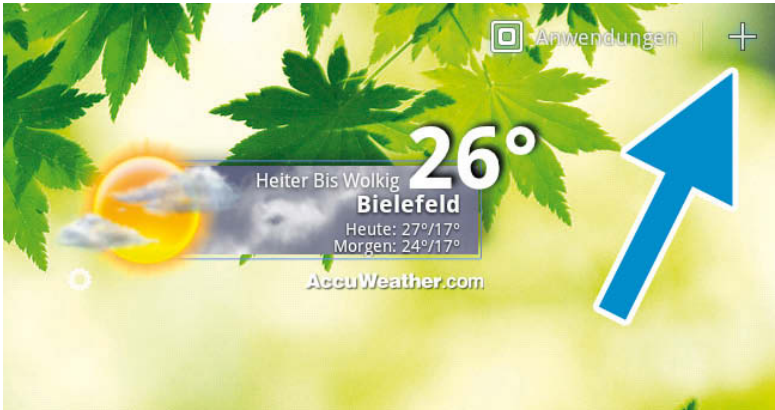 Anwendungen
26°
Heiter Bis Wolkig
Bielefeld
Heute: 27°/17°
Morgen: 24°/17°
AccuWeather.com